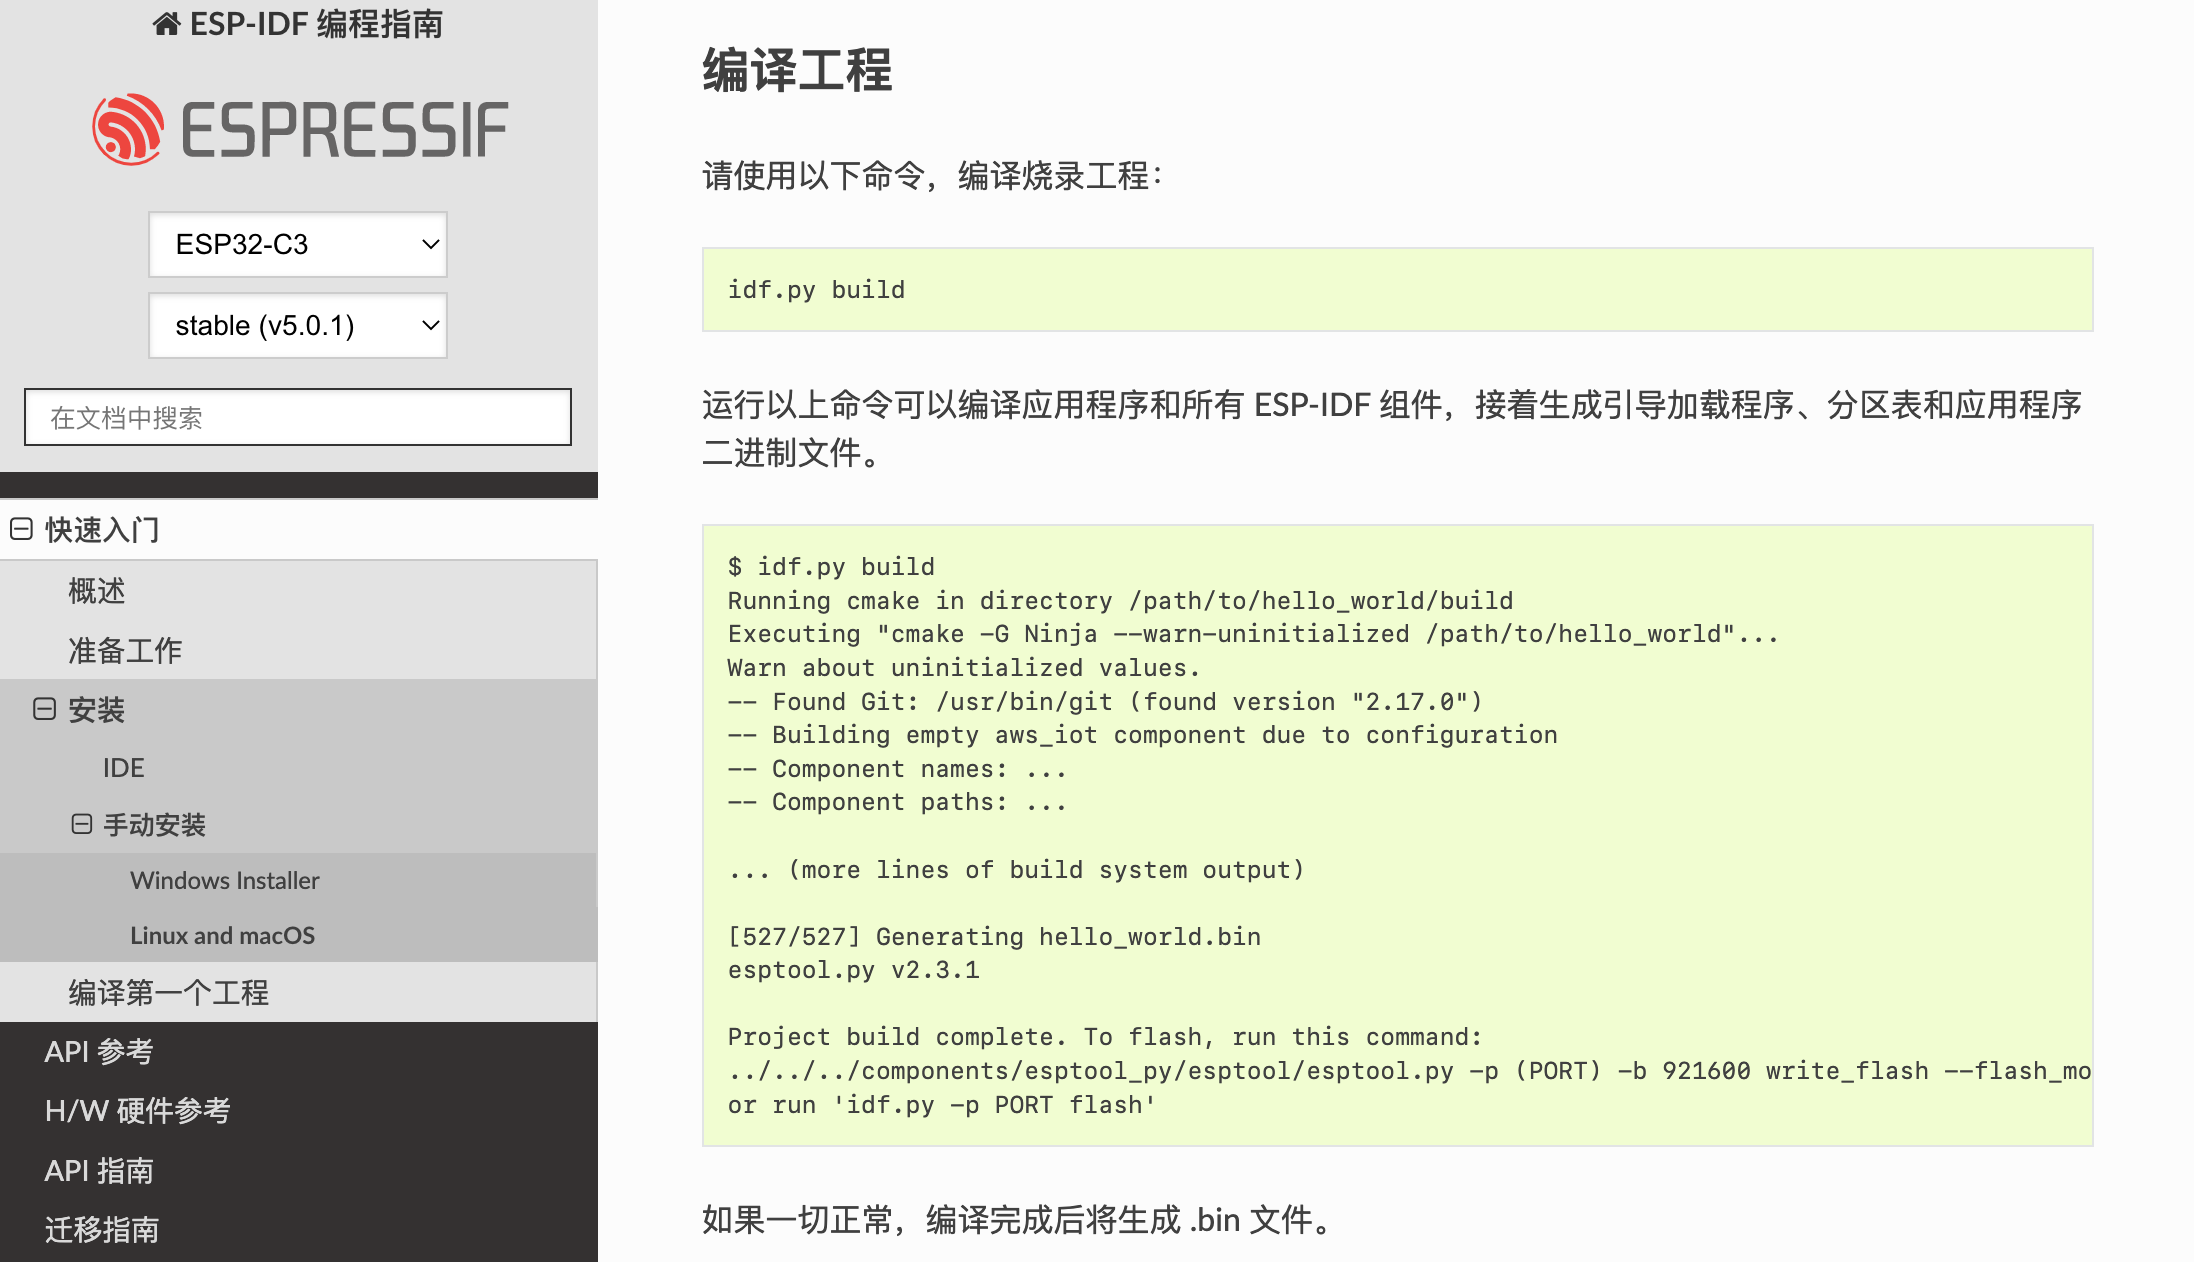 ESP-IDF 编程指南
ESPRESSIF
ESP32-C3
stable (v5.0.1)
在文档中搜索
快速入门
概述
准备工作
安装
IDE
手动安装
Windows Installer
Linux and macOS
编译第一个工程
API 参考
H/W 硬件参考
API 指南
迁移指南
编译工程
请使用以下命令，编译烧录工程：
idf.py build
运行以上命令可以编译应用程序和所有 ESP-IDF 组件，接着生成引导加载程序、分区表和应用程序
二进制文件。
$ idf.py build
Running cmake in directory /path/to/hello_world/build
Executing "cmake -G Ninja --warn-uninitialized /path/to/hello_world"...
Warn about uninitialized values.
-- Found Git: /usr/bin/git (found version "2.17.0")
-- Building empty aws_iot component due to configuration
-- Component names: ...
-- Component paths: ...
... (more lines of build system output)
[527/527] Generating hello_world.bin
esptool.py v2.3.1
Project build complete. To flash, run this command:
../../../components/esptool_py/esptool/esptool.py -p (PORT) -b 921600 write_flash --flash_mo
or run 'idf.py -p PORT flash'
如果一切正常，编译完成后将生成 .bin 文件。